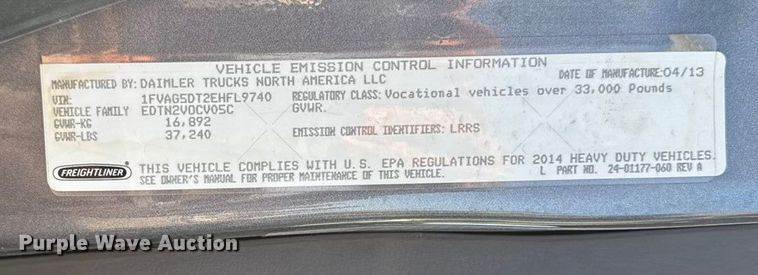 VEHICLE EMISSION CONTROL INFORMATION
MANUFACTURED BY: DAIMLER TRUCKS NORTH AMERICA LLC DATE OF MANUFACTURE: 04/13
VIN: 1FVAG5DT2EHFL9740 REGULATORY CLASS: Vocational vehicles over 33,000 Pounds
VEHICLE FAMILY EDTN2VOCV05C GVWR.
GVWR-KG 16,892
GVWR-LBS 37,240 EMISSION CONTROL IDENTIFIERS: LRRS
FREIGHTLINER THIS VEHICLE COMPLIES WITH U.S. EPA REGULATIONS FOR 2014 HEAVY DUTY VEHICLES.
SEE OWNER'S MANUAL FOR PROPER MAINTENANCE OF THIS VEHICLE. L PART NO. 24-01177-060 REV A
Purple Wave Auction